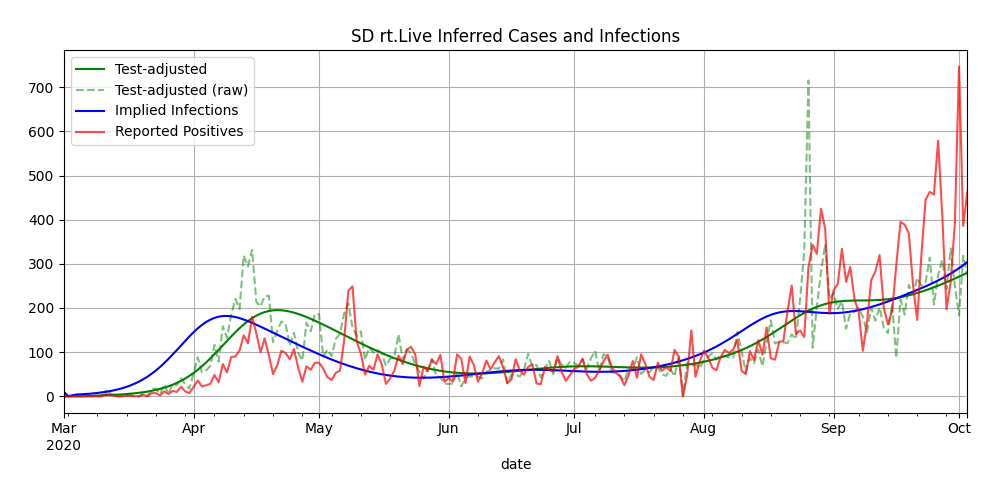 SD rt.Live Inferred Cases and Infections
Test-adjusted
Test-adjusted (raw)
Implied Infections
Reported Positives
700
600
500
400
300
200
100
0
Mar Apr May Jun Jul Aug Sep Oct
2020
date